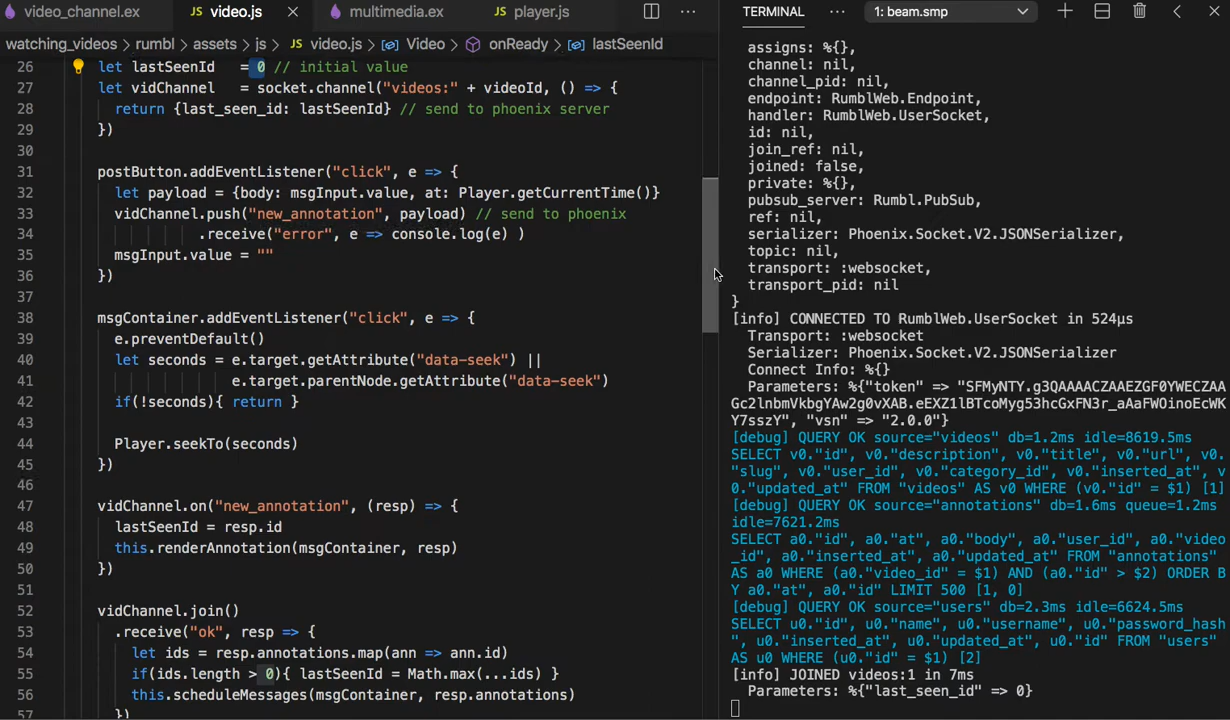 video_channel.ex JS video.js multimedia.ex JS player.js
watching_videos > rumbl > assets > js > JS video.js > Video > onReady > lastSeenId
26 let lastSeenId = 0 // initial value
27 let vidChannel = socket.channel("videos:" + videoId, () => {
28 return {last_seen_id: lastSeenId} // send to phoenix server
29 })
30
31 postButton.addEventListener("click", e => {
32 let payload = {body: msgInput.value, at: Player.getCurrentTime()}
33 vidChannel.push("new_annotation", payload) // send to phoenix
34 .receive("error", e => console.log(e) )
35 msgInput.value = ""
36 })
37
38 msgContainer.addEventListener("click", e => {
39 e.preventDefault()
40 let seconds = e.target.getAttribute("data-seek") ||
41 e.target.parentNode.getAttribute("data-seek")
42 if(!seconds){ return }
43
44 Player.seekTo(seconds)
45 })
46
47 vidChannel.on("new_annotation", (resp) => {
48 lastSeenId = resp.id
49 this.renderAnnotation(msgContainer, resp)
50 })
51
52 vidChannel.join()
53 .receive("ok", resp => {
54 let ids = resp.annotations.map(ann => ann.id)
55 if(ids.length > 0){ lastSeenId = Math.max(...ids) }
56 this.scheduleMessages(msgContainer, resp.annotations)
57 })
TERMINAL 1: beam.smp
assigns: %{},
channel: nil,
channel_pid: nil,
endpoint: RumblWeb.Endpoint,
handler: RumblWeb.UserSocket,
id: nil,
join_ref: nil,
joined: false,
private: %{},
pubsub_server: Rumbl.PubSub,
ref: nil,
serializer: Phoenix.Socket.V2.JSONSerializer,
topic: nil,
transport: :websocket,
transport_pid: nil
}
[info] CONNECTED TO RumblWeb.UserSocket in 524µs
Transport: :websocket
Serializer: Phoenix.Socket.V2.JSONSerializer
Connect Info: %{}
Parameters: %{"token" => "SFMyNTY.g3QAAAACZAAEZGF0YWECZAA
Gc2lnbmVkbgYAw2g0vXAB.eEXZ1lBTcoMyg53hcGxFN3r_aAaFWOinoEcWK
Y7sszY", "vsn" => "2.0.0"}
[debug] QUERY OK source="videos" db=1.2ms idle=8619.5ms
SELECT v0."id", v0."description", v0."title", v0."url", v0.
"slug", v0."user_id", v0."category_id", v0."inserted_at", v
0."updated_at" FROM "videos" AS v0 WHERE (v0."id" = $1) [1]
[debug] QUERY OK source="annotations" db=1.6ms queue=1.2ms
idle=7621.2ms
SELECT a0."id", a0."at", a0."body", a0."user_id", a0."video
_id", a0."inserted_at", a0."updated_at" FROM "annotations"
AS a0 WHERE (a0."video_id" = $1) AND (a0."id" > $2) ORDER B
Y a0."at", a0."id" LIMIT 500 [1, 0]
[debug] QUERY OK source="users" db=2.3ms idle=6624.5ms
SELECT u0."id", u0."name", u0."username", u0."password_hash
", u0."inserted_at", u0."updated_at", u0."id" FROM "users"
AS u0 WHERE (u0."id" = $1) [2]
[info] JOINED videos:1 in 7ms
Parameters: %{"last_seen_id" => 0}